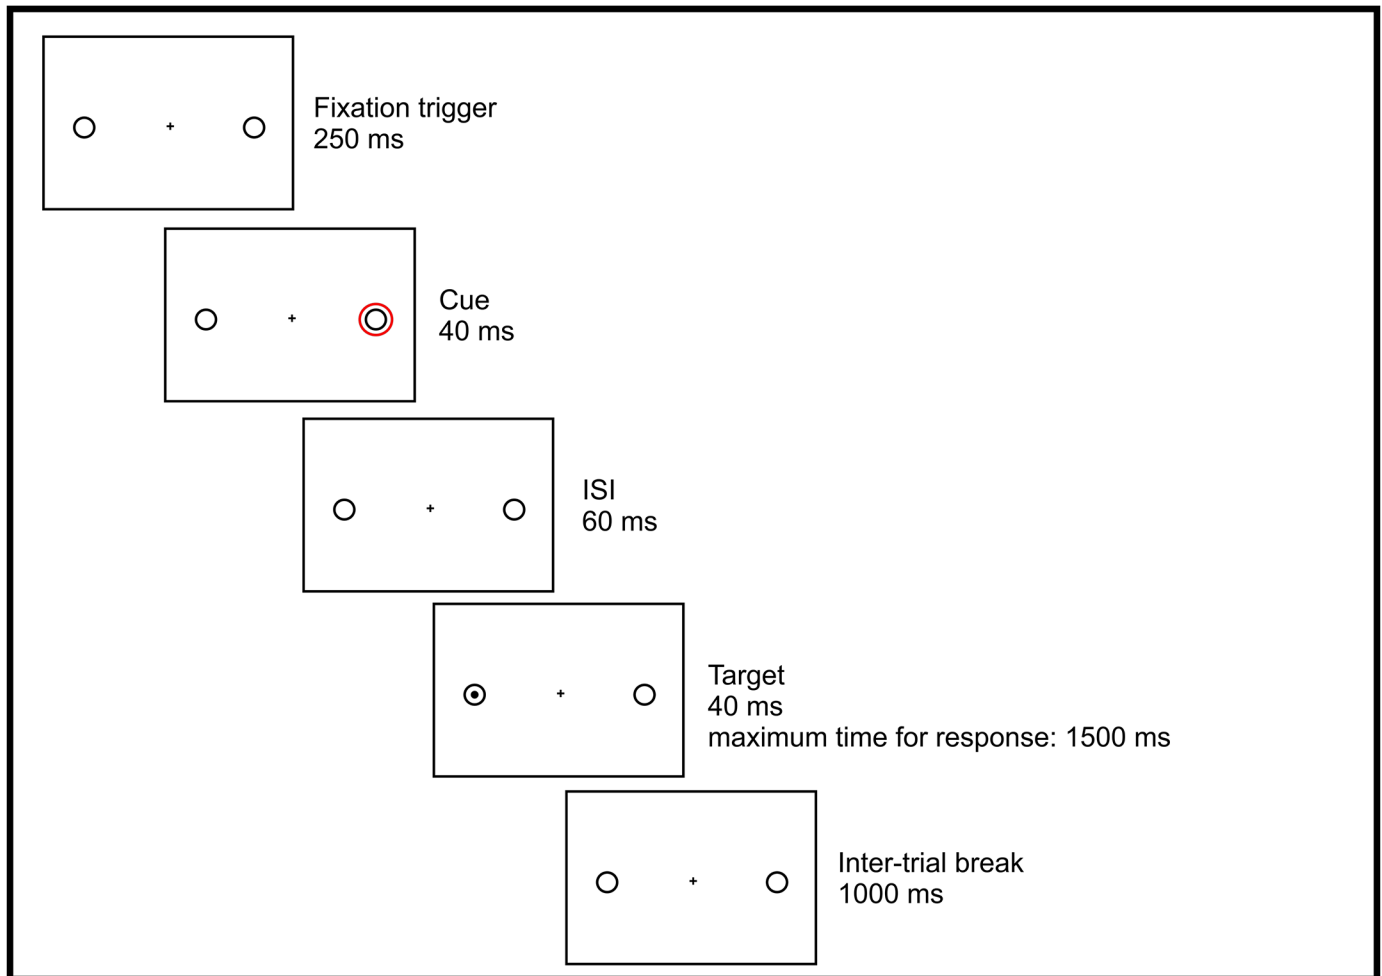 Fixation trigger
250 ms
Cue
40 ms
ISI
60 ms
Target
40 ms
maximum time for response: 1500 ms
Inter-trial break
1000 ms